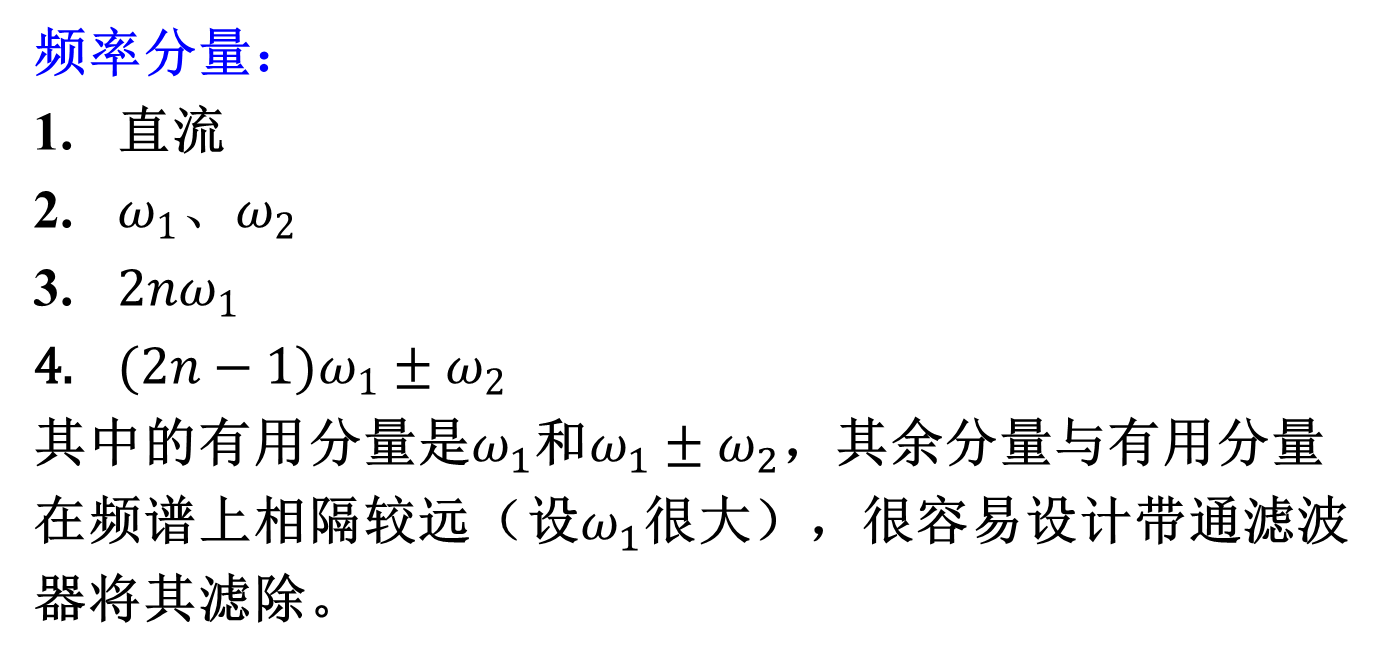 频率分量：
1. 直流
2. ω₁、ω₂
3. 2nω₁
4. (2n − 1)ω₁ ± ω₂
其中的有用分量是ω₁和ω₁ ± ω₂，其余分量与有用分量
在频谱上相隔较远（设ω₁很大），很容易设计带通滤波
器将其滤除。